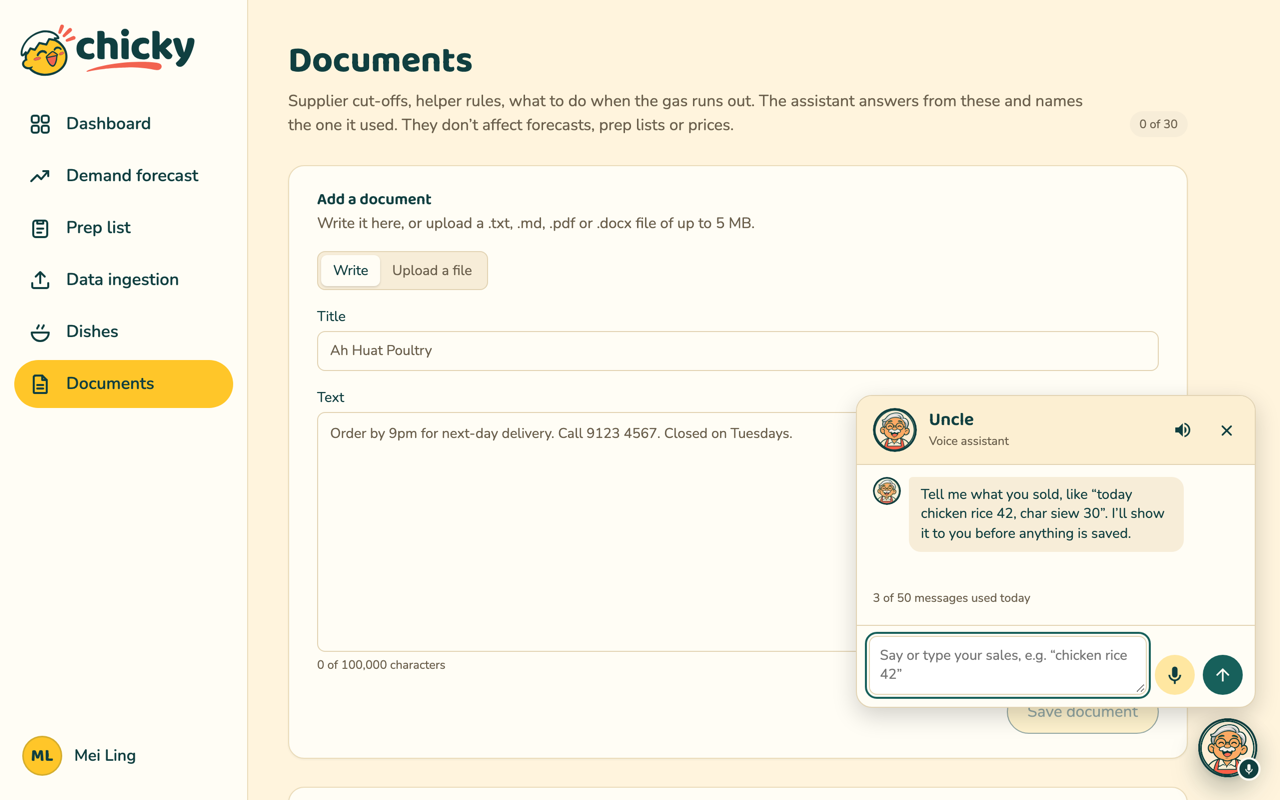 chicky
Dashboard
Demand forecast
Prep list
Data ingestion
Dishes
Documents
ML
Mei Ling
Documents
Supplier cut-offs, helper rules, what to do when the gas runs out. The assistant answers from these and names
the one it used. They don’t affect forecasts, prep lists or prices.
0 of 30
Add a document
Write it here, or upload a .txt, .md, .pdf or .docx file of up to 5 MB.
Write
Upload a file
Title
Ah Huat Poultry
Text
Order by 9pm for next-day delivery. Call 9123 4567. Closed on Tuesdays.
0 of 100,000 characters
Save document
Uncle
Voice assistant
Tell me what you sold, like “today
chicken rice 42, char siew 30”. I’ll show
it to you before anything is saved.
3 of 50 messages used today
Say or type your sales, e.g. “chicken rice
42”